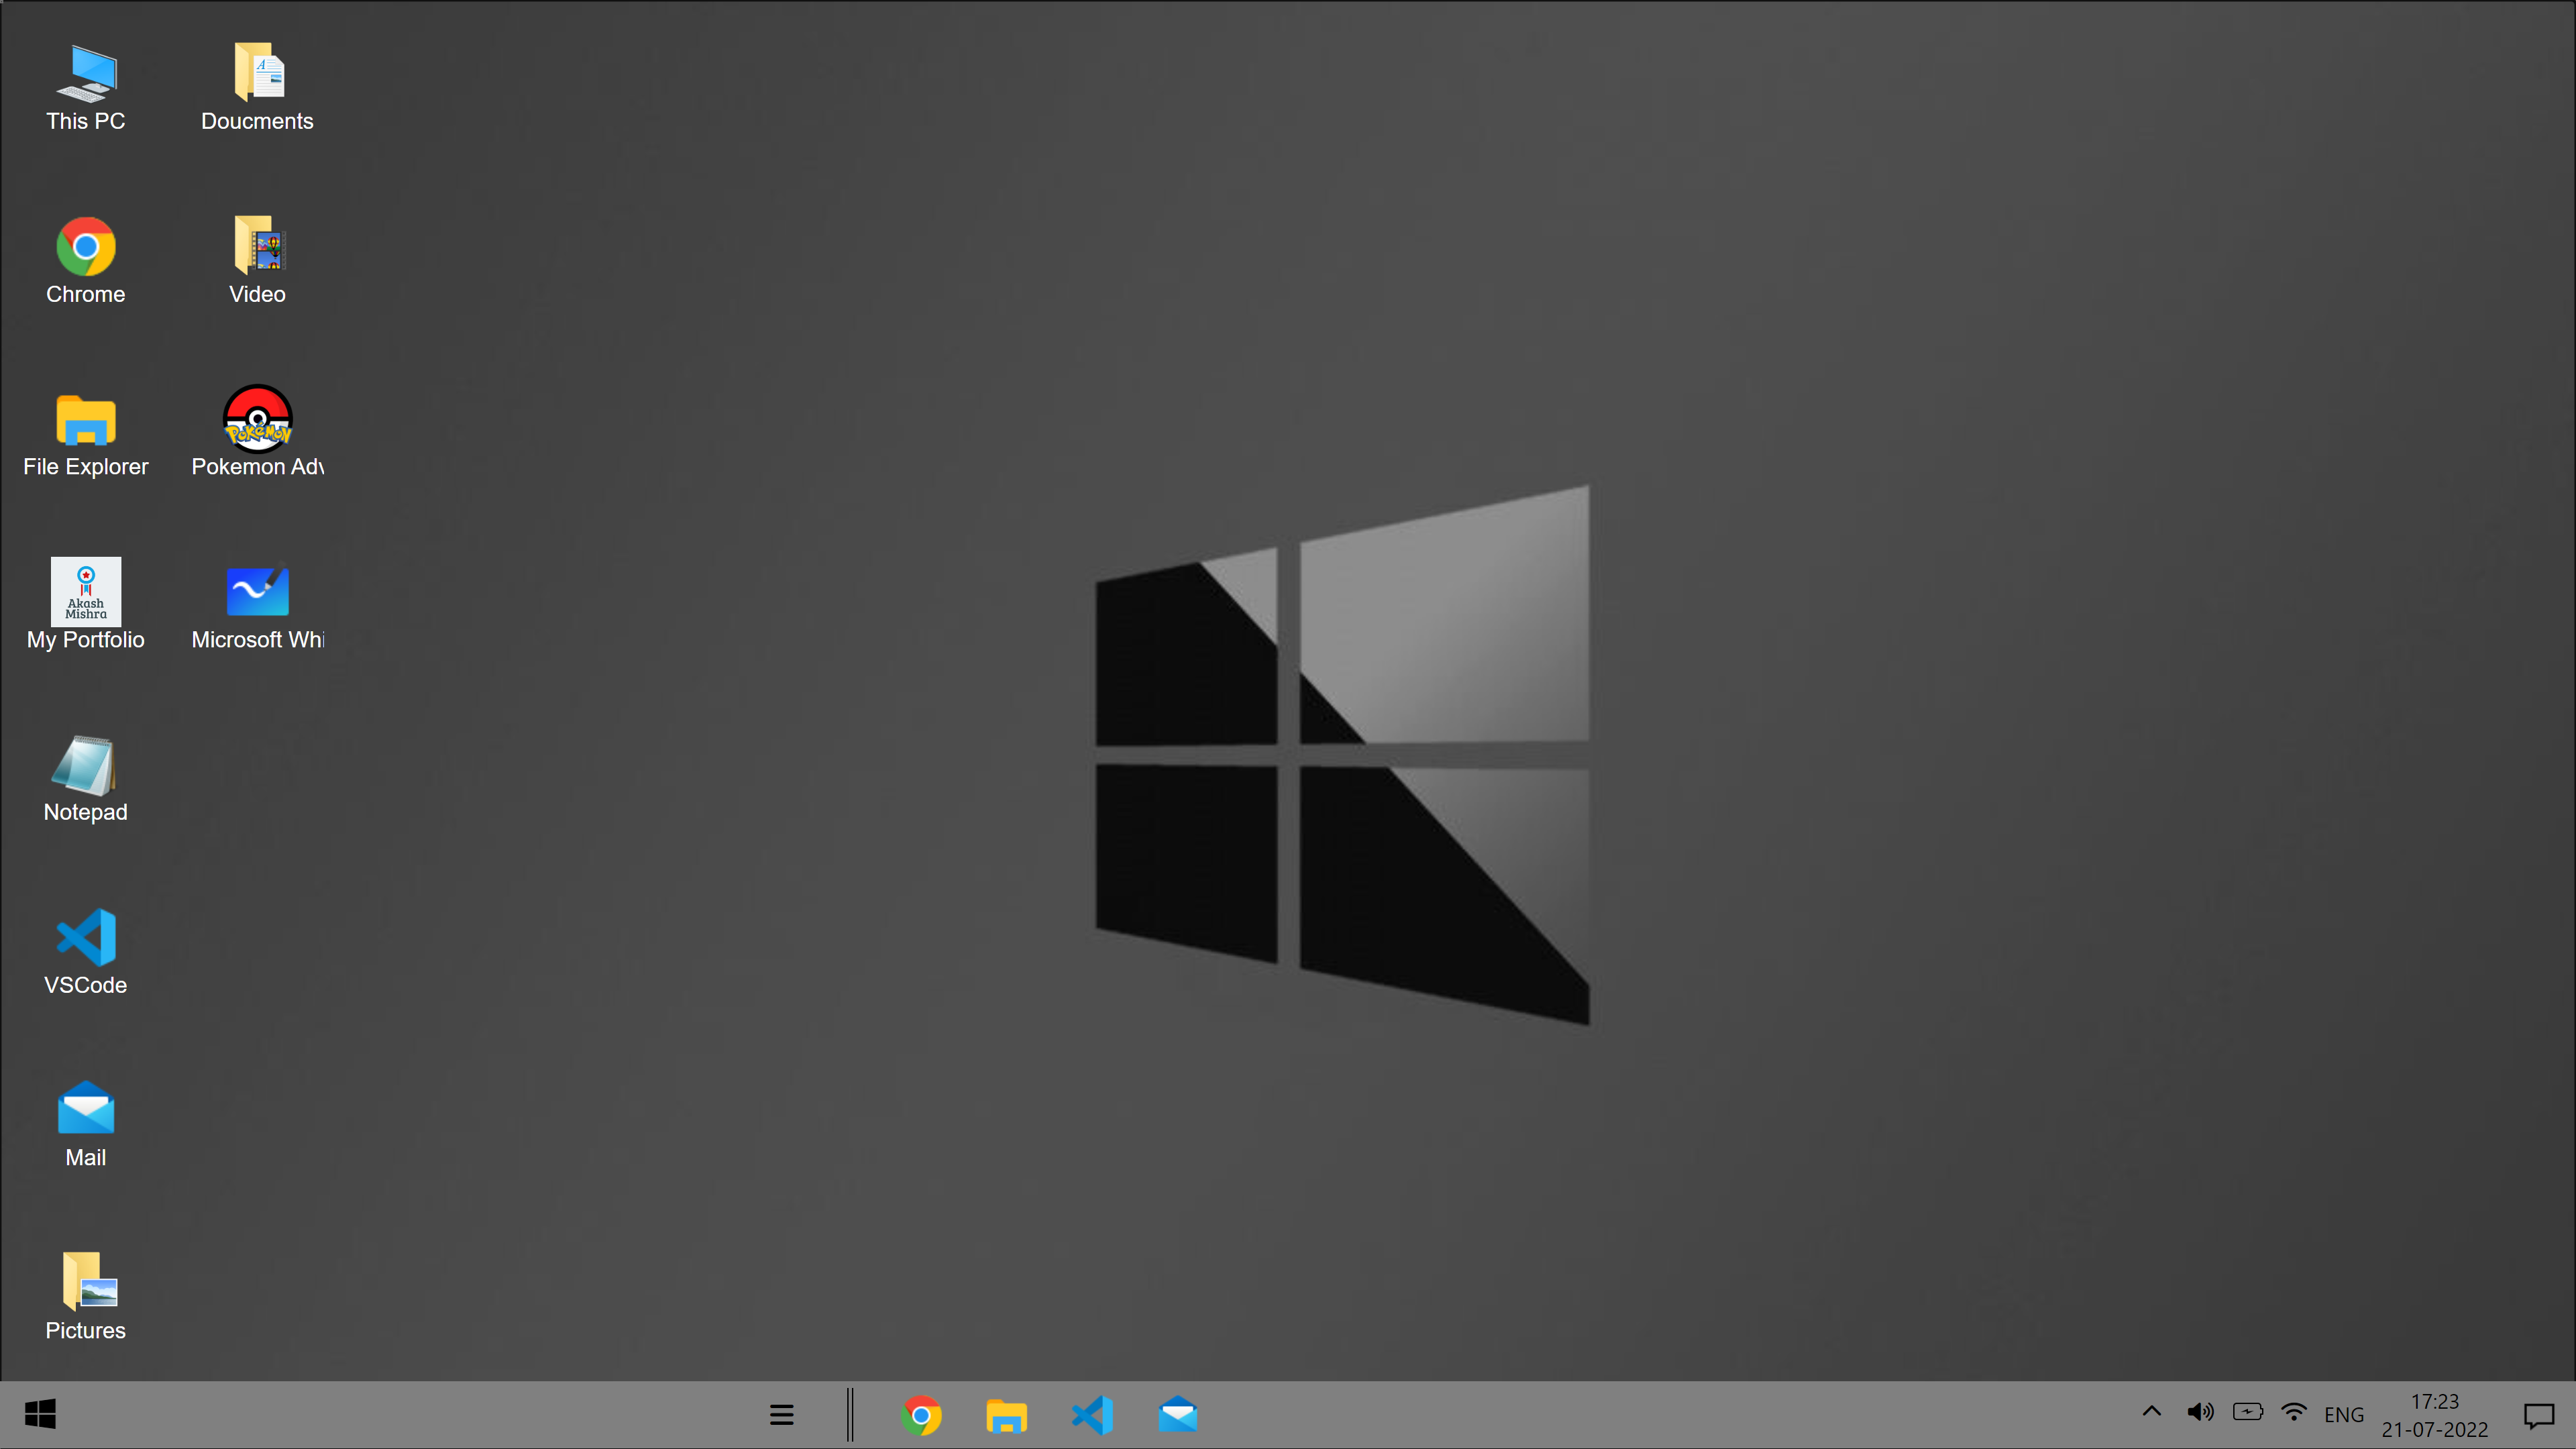 This PC
Doucments
Chrome
Video
File Explorer
POKéMON
Pokemon Adv
Akash
Mishra
My Portfolio
Microsoft Whi
Notepad
VSCode
Mail
Pictures
ENG
17:23
21-07-2022